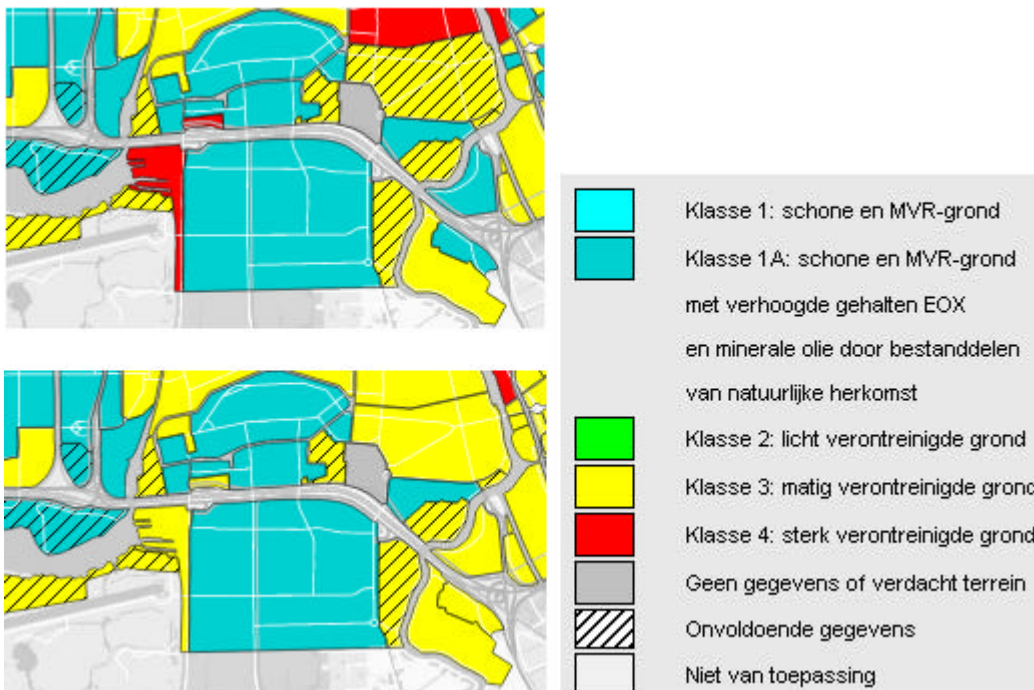 Klasse 1: schone en MVR-grond
Klasse 1A: schone en MVR-grond
met verhoogde gehalten EOX
en minerale olie door bestanddelen
van natuurlijke herkomst
Klasse 2: licht verontreinigde grond
Klasse 3: matig verontreinigde grond
Klasse 4: sterk verontreinigde grond
Geen gegevens of verdacht terrein
Onvoldoende gegevens
Niet van toepassing